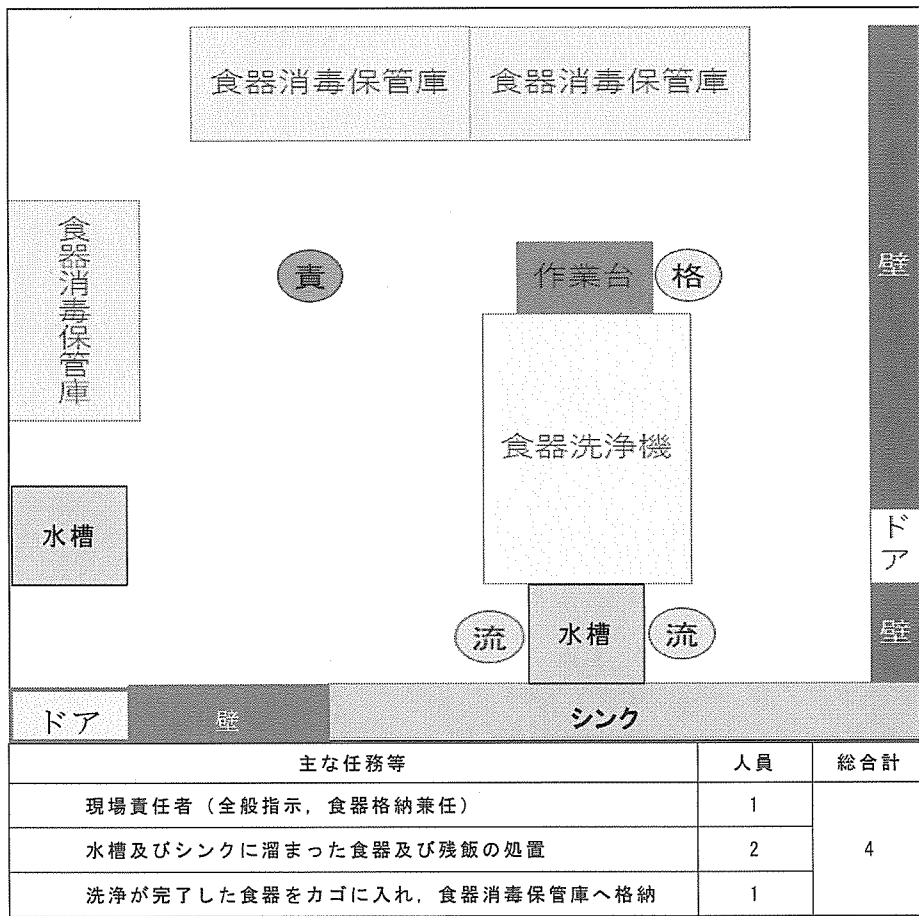 食器消毒保管庫 食器消毒保管庫
食器消毒保管庫
責
作業台 格
壁
食器洗浄機
水槽
ドア
流 水槽 流
壁
ドア 壁 シンク
主な任務等 人員 総合計
現場責任者(全般指示,食器格納兼任) 1
水槽及びシンクに溜まった食器及び残飯の処置 2 4
洗浄が完了した食器をカゴに入れ,食器消毒保管庫へ格納 1